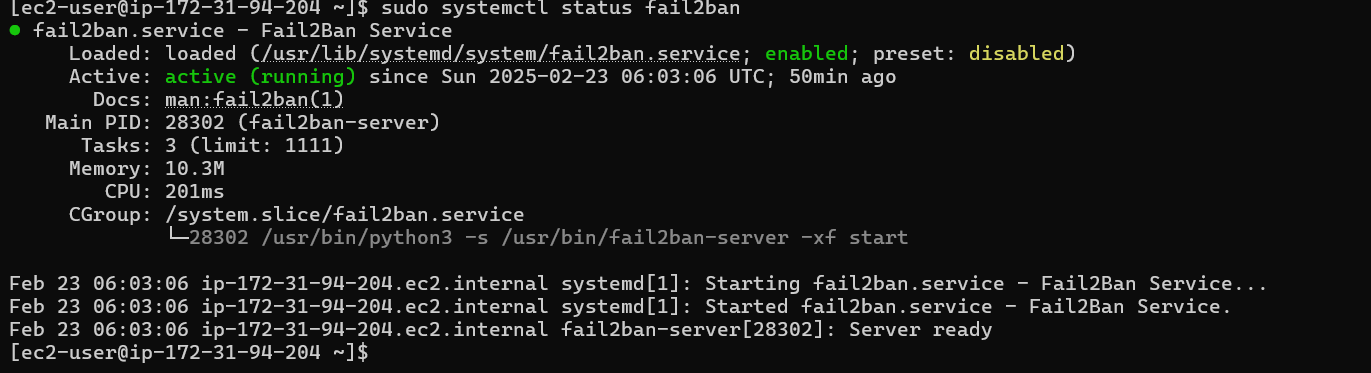 [ec2-user@ip-172-31-94-204 ~]$ sudo systemctl status fail2ban
● fail2ban.service - Fail2Ban Service
     Loaded: loaded (/usr/lib/systemd/system/fail2ban.service; enabled; preset: disabled)
     Active: active (running) since Sun 2025-02-23 06:03:06 UTC; 50min ago
       Docs: man:fail2ban(1)
   Main PID: 28302 (fail2ban-server)
      Tasks: 3 (limit: 1111)
     Memory: 10.3M
        CPU: 201ms
     CGroup: /system.slice/fail2ban.service
             └─28302 /usr/bin/python3 -s /usr/bin/fail2ban-server -xf start

Feb 23 06:03:06 ip-172-31-94-204.ec2.internal systemd[1]: Starting fail2ban.service - Fail2Ban Service...
Feb 23 06:03:06 ip-172-31-94-204.ec2.internal systemd[1]: Started fail2ban.service - Fail2Ban Service.
Feb 23 06:03:06 ip-172-31-94-204.ec2.internal fail2ban-server[28302]: Server ready
[ec2-user@ip-172-31-94-204 ~]$